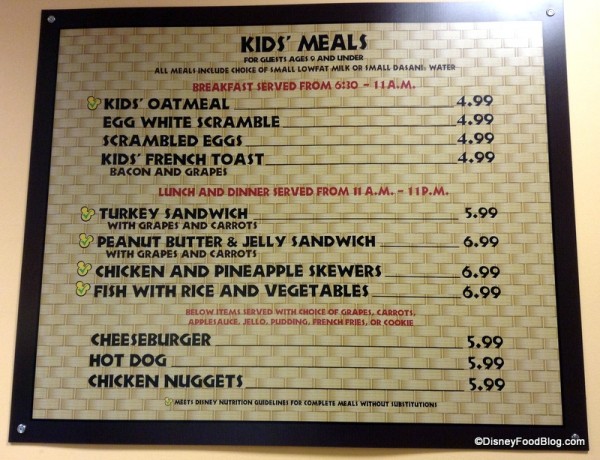 KIDS' MEALS
FOR GUESTS AGES 9 AND UNDER
ALL MEALS INCLUDE CHOICE OF SMALL LOWFAT MILK OR SMALL DASANI® WATER
BREAKFAST SERVED FROM 6:30 - 11 A.M.
KIDS' OATMEAL 4.99
EGG WHITE SCRAMBLE 4.99
SCRAMBLED EGGS 4.99
KIDS' FRENCH TOAST 4.99
BACON AND GRAPES
LUNCH AND DINNER SERVED FROM 11 A.M. - 11 P.M.
TURKEY SANDWICH 5.99
WITH GRAPES AND CARROTS
PEANUT BUTTER & JELLY SANDWICH 6.99
WITH GRAPES AND CARROTS
CHICKEN AND PINEAPPLE SKEWERS 6.99
FISH WITH RICE AND VEGETABLES 6.99
BELOW ITEMS SERVED WITH CHOICE OF GRAPES, CARROTS,
APPLESAUCE, JELLO, PUDDING, FRENCH FRIES, OR COOKIE
CHEESEBURGER 5.99
HOT DOG 5.99
CHICKEN NUGGETS 5.99
MEETS DISNEY NUTRITION GUIDELINES FOR COMPLETE MEALS WITHOUT SUBSTITUTIONS
©DisneyFoodBlog.com